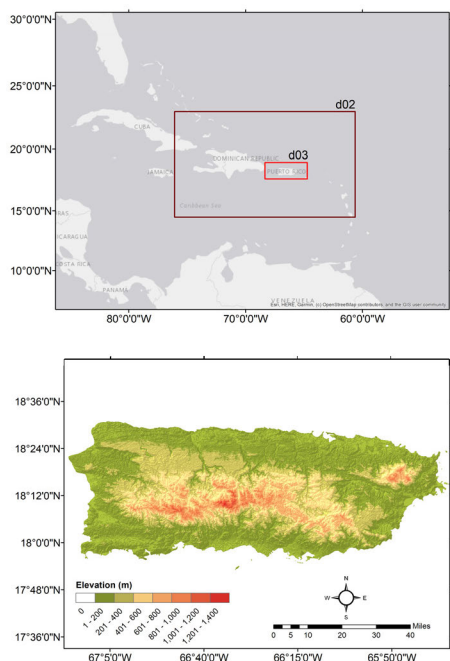 30°0'0"N
d02
25°0'0"N
CUBA
20°0'0"N
d03
DOMINICAN REPUBLIC
JAMAICA
PUERTO RICO
15°0'0"N
Caribbean Sea
RAS
NICARAGUA
COSTA RICA
10°0'0"N
PANAMA
VENEZUELA
Esri, HERE, Garmin, (c) OpenStreetMap contributors, and the GIS user community
80°0'0"W 70°0'0"W 60°0'0"W
18°36'0"N
18°24'0"N
18°12'0"N
18°0'0"N
17°48'0"N
17°36'0"N
Elevation (m)
0
1 - 200
201 - 400
401 - 600
601 - 800
801 - 1,000
1,001 - 1,200
1,201 - 1,400
N
W E
S
0 5 10 20 30 40
Miles
67°5'0"W 66°40'0"W 66°15'0"W 65°50'0"W